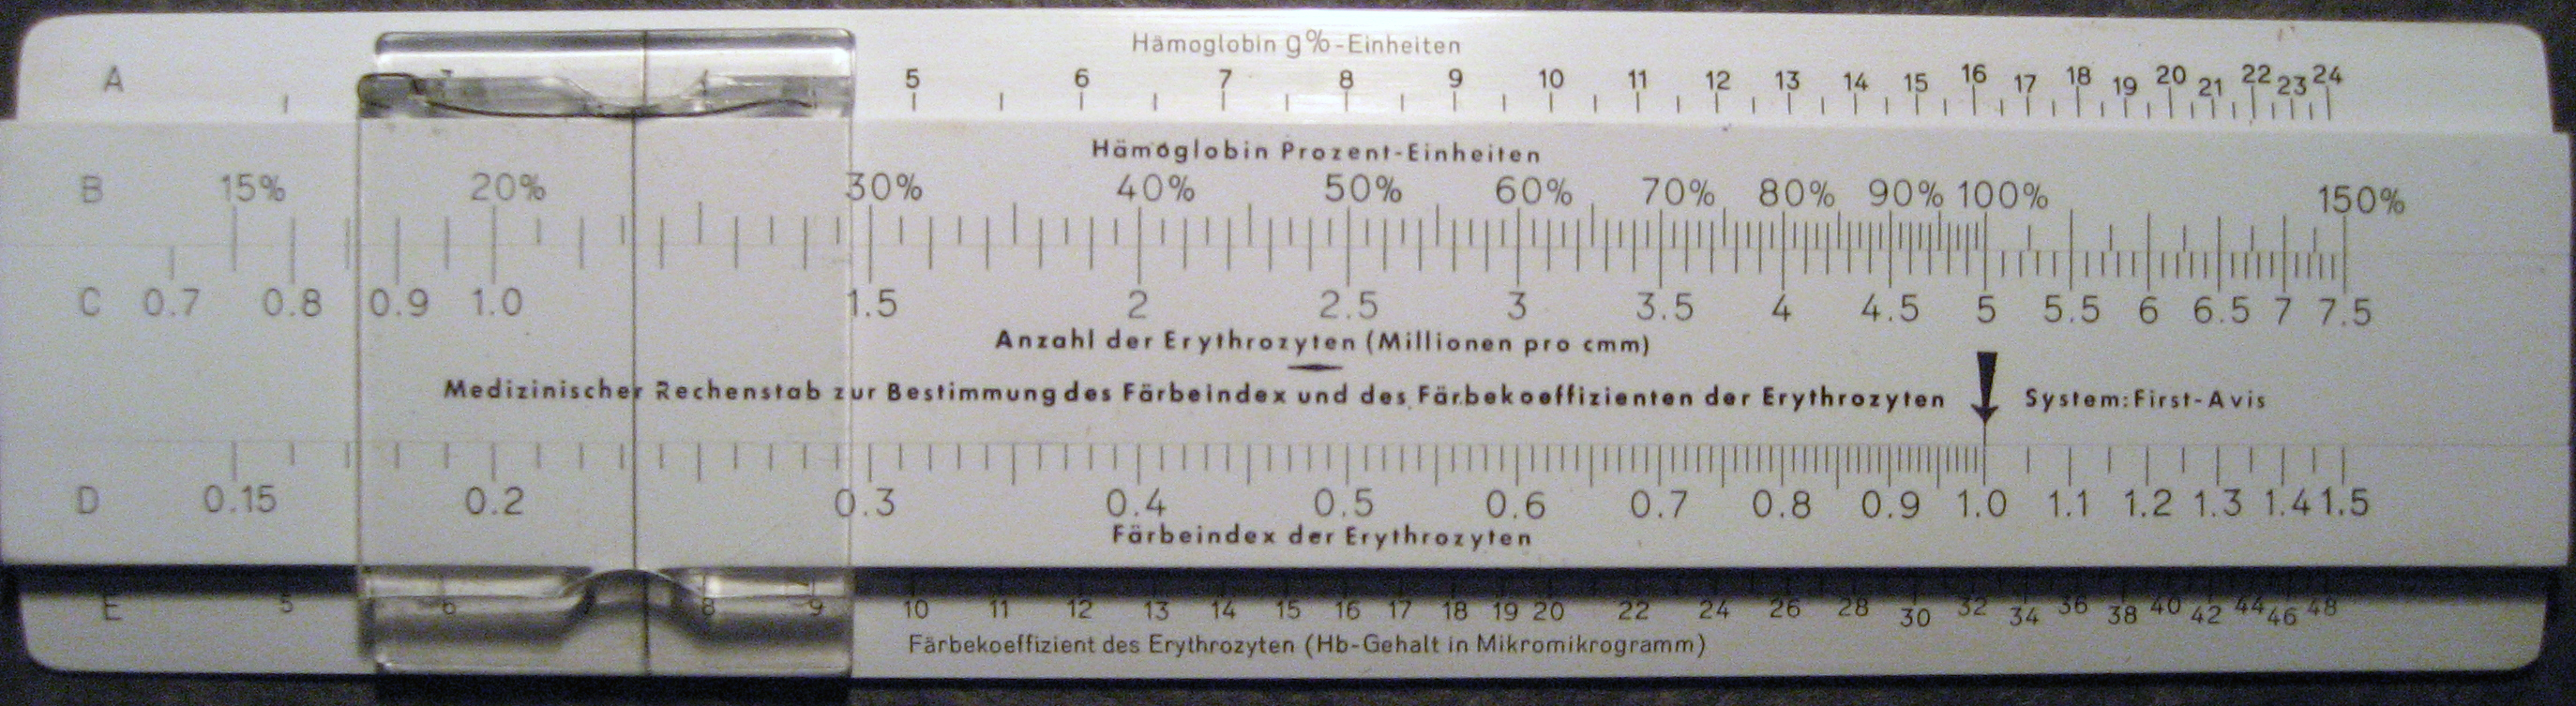 Hämoglobin g%-Einheiten
A 3 4 5 6 7 8 9 10 11 12 13 14 15 16 17 18 19 20 21 22 23 24
Hämoglobin Prozent-Einheiten
B 15% 20% 30% 40% 50% 60% 70% 80% 90% 100% 150%
C 0.7 0.8 0.9 1.0 1.5 2 2.5 3 3.5 4 4.5 5 5.5 6 6.5 7 7.5
Anzahl der Erythrozyten (Millionen pro cmm)
Medizinischer Rechenstab zur Bestimmung des Färbeindex und des Färbekoeffizienten der Erythrozyten System: First-Avis
D 0.15 0.2 0.3 0.4 0.5 0.6 0.7 0.8 0.9 1.0 1.1 1.2 1.3 1.4 1.5
Färbeindex der Erythrozyten
E 5 6 7 8 9 10 11 12 13 14 15 16 17 18 19 20 22 24 26 28 30 32 34 36 38 40 42 44 46 48
Färbekoeffizient des Erythrozyten (Hb-Gehalt in Mikromikrogramm)